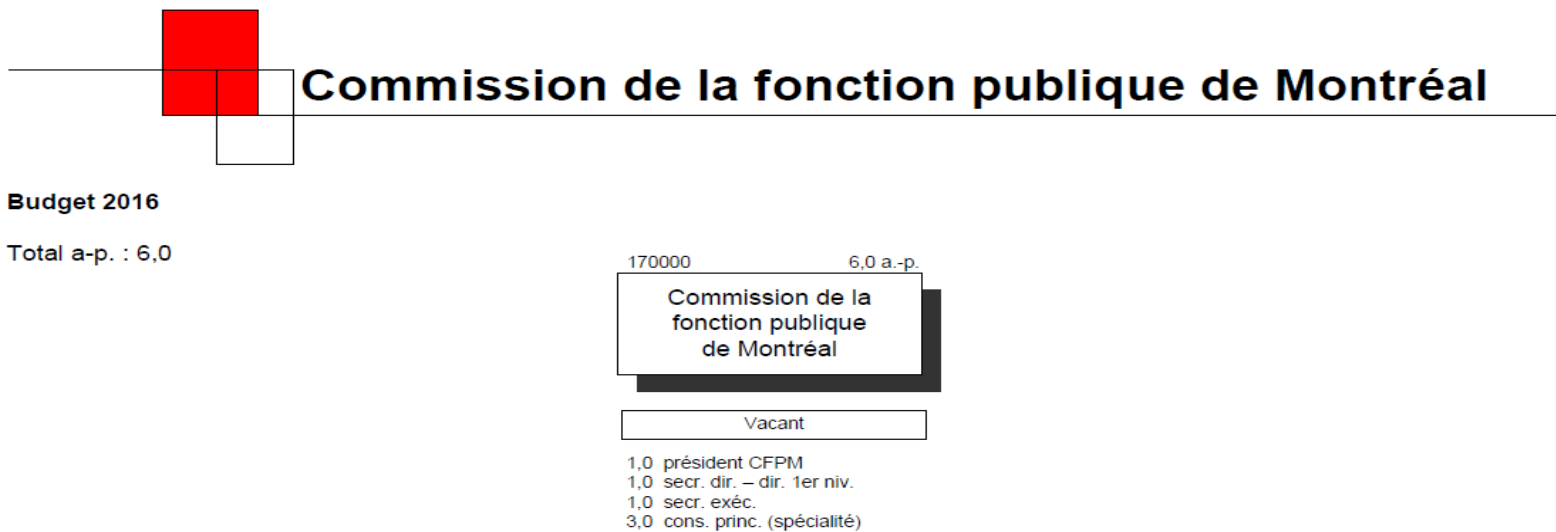 Commission de la fonction publique de Montréal
Budget 2016
Total a-p. : 6,0
170000 6,0 a.-p.
Commission de la
fonction publique
de Montréal
Vacant
1,0 président CFPM
1,0 secr. dir. – dir. 1er niv.
1,0 secr. exéc.
3,0 cons. princ. (spécialité)